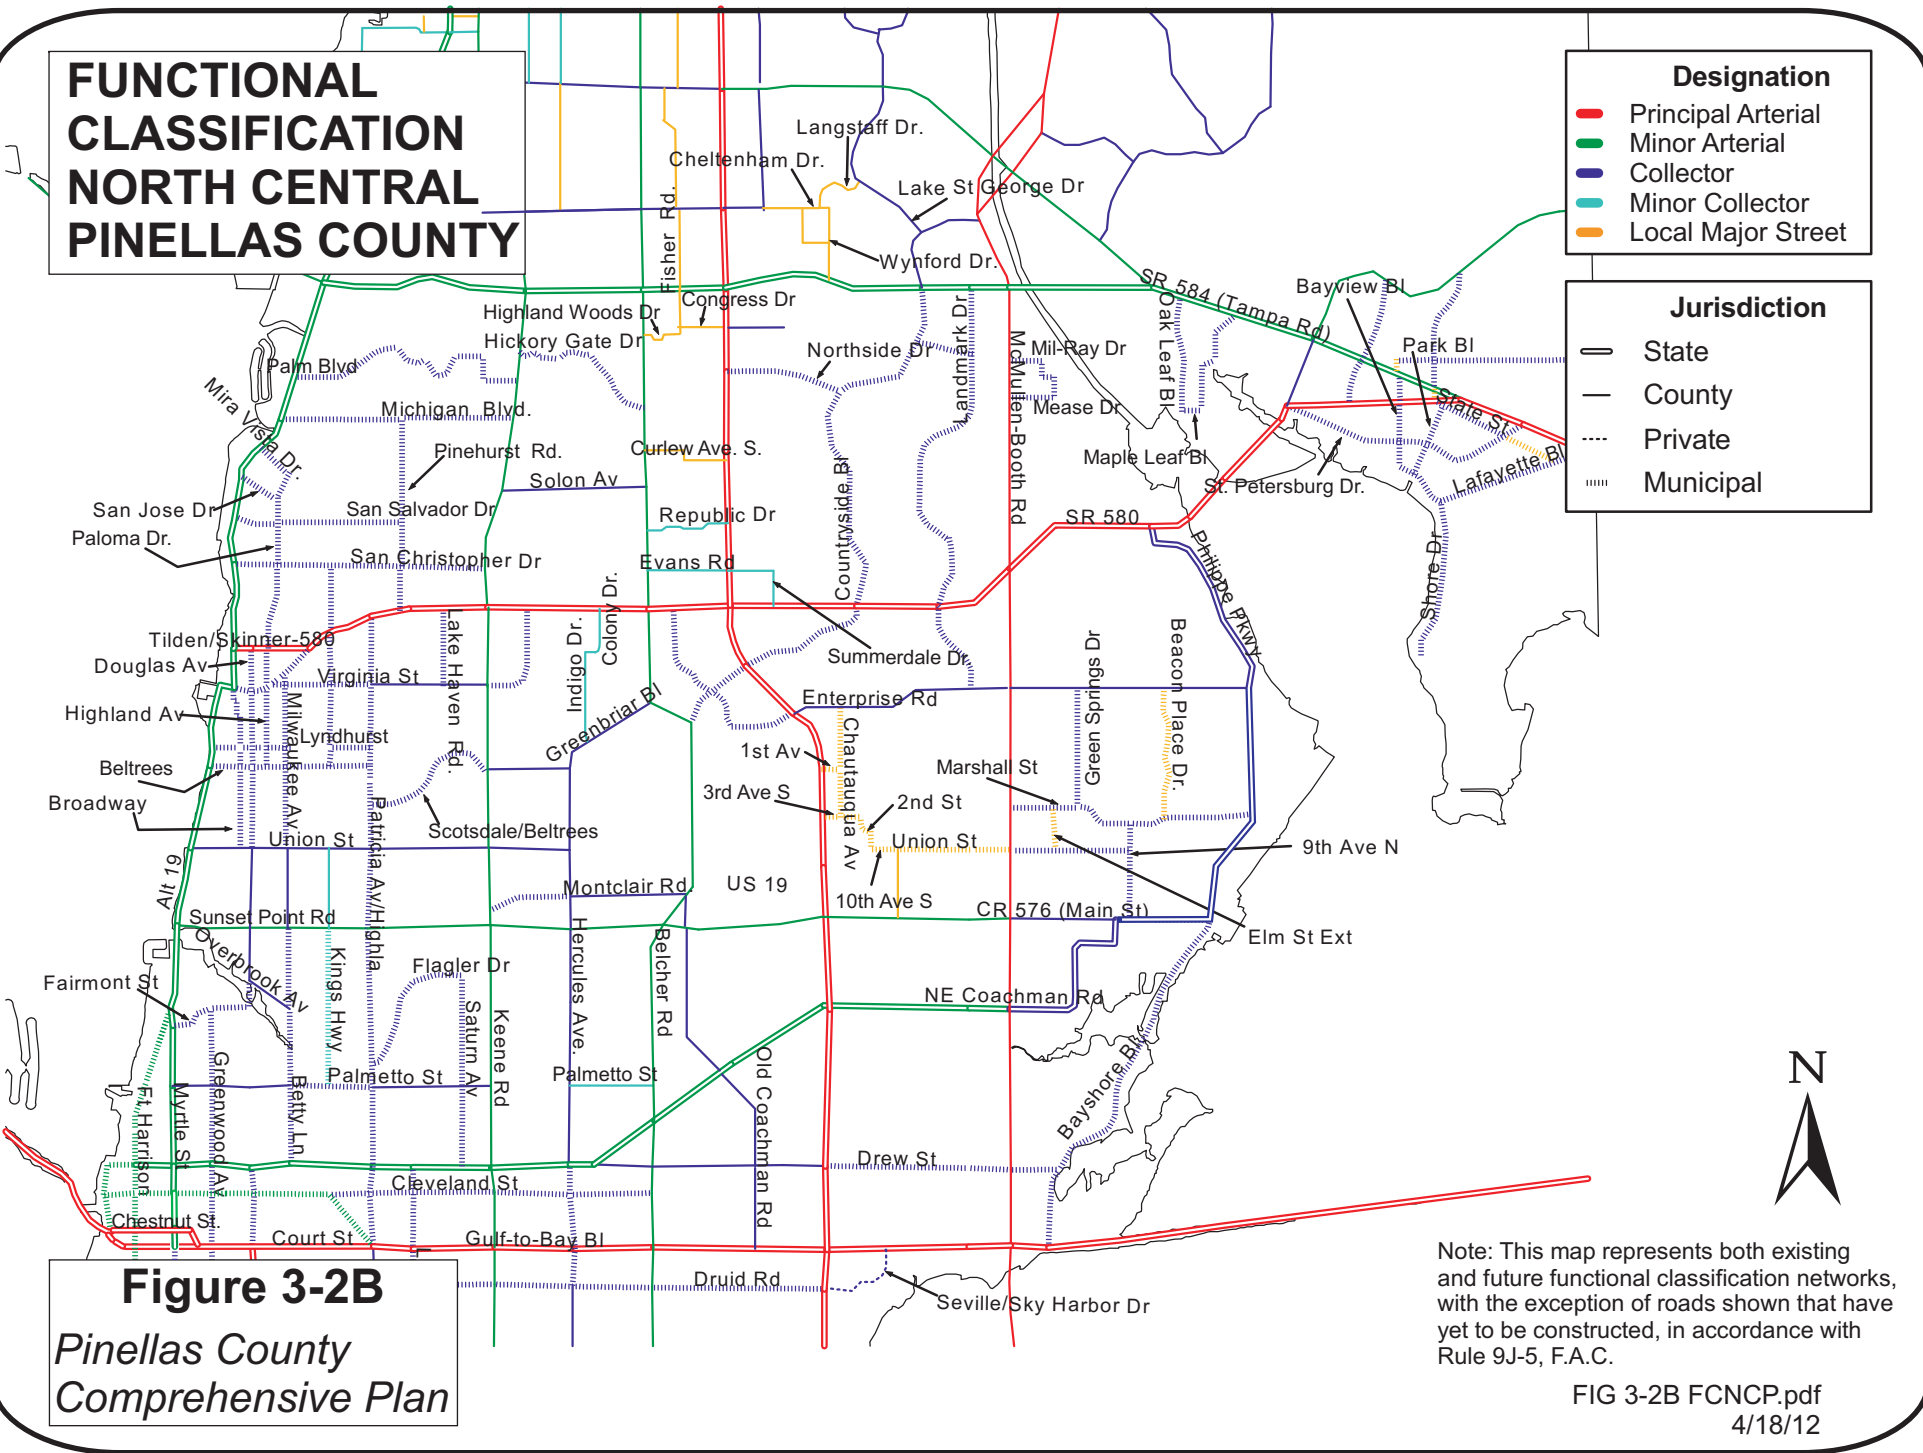 FUNCTIONAL
CLASSIFICATION
NORTH CENTRAL
PINELLAS COUNTY
Designation
Principal Arterial
Minor Arterial
Collector
Minor Collector
Local Major Street
Jurisdiction
State
County
Private
Municipal
Langstaff Dr.
Cheltenham Dr.
Lake St George Dr
Fisher Rd.
Wynford Dr.
SR 584 (Tampa Rd)
Bayview Bl
Congress Dr
Highland Woods Dr
Hickory Gate Dr
Northside Dr
Landmark Dr
McMullen-Booth Rd
Mil-Ray Dr
Oak Leaf Bl
Park Bl
Palm Blvd
Mira Vista Dr.
Michigan Blvd.
Mease Dr
State St
Pinehurst Rd.
Curlew Ave. S.
Countryside Bl
Maple Leaf Bl
Lafayette Bl
Solon Av
St. Petersburg Dr.
San Jose Dr
San Salvador Dr
Republic Dr
SR 580
Paloma Dr.
San Christopher Dr
Evans Rd
Philippe Pkwy
Shore Dr
Colony Dr.
Indigo Dr.
Lake Haven Rd.
Tilden/Skinner-580
Douglas Av
Virginia St
Summerdale Dr
Green Springs Dr
Beacon Place Dr.
Highland Av
Milwaukee Av
Greenbriar Bl
Enterprise Rd
Lyndhurst
1st Av
Chautauqua Av
Beltrees
Marshall St
Broadway
3rd Ave S
2nd St
Patricia Av/Highla
Scotsdale/Beltrees
Union St
Union St
9th Ave N
Alt 19
Montclair Rd.
US 19
10th Ave S
Sunset Point Rd
CR 576 (Main St)
Elm St Ext
Overbrook Av
Kings Hwy
Hercules Ave.
Belcher Rd
Flagler Dr
Fairmont St
NE Coachman Rd
Saturn Av
Keene Rd
Greenwood Av
Betty Ln
Palmetto St
Palmetto St
Old Coachman Rd
Bayshore Bl
Ft Harrison
Myrtle St
Drew St
Cleveland St
Chestnut St.
Court St
Gulf-to-Bay Bl
Druid Rd
Seville/Sky Harbor Dr
L
N
Figure 3-2B
Pinellas County
Comprehensive Plan
Note: This map represents both existing
and future functional classification networks,
with the exception of roads shown that have
yet to be constructed, in accordance with
Rule 9J-5, F.A.C.
FIG 3-2B FCNCP.pdf
4/18/12